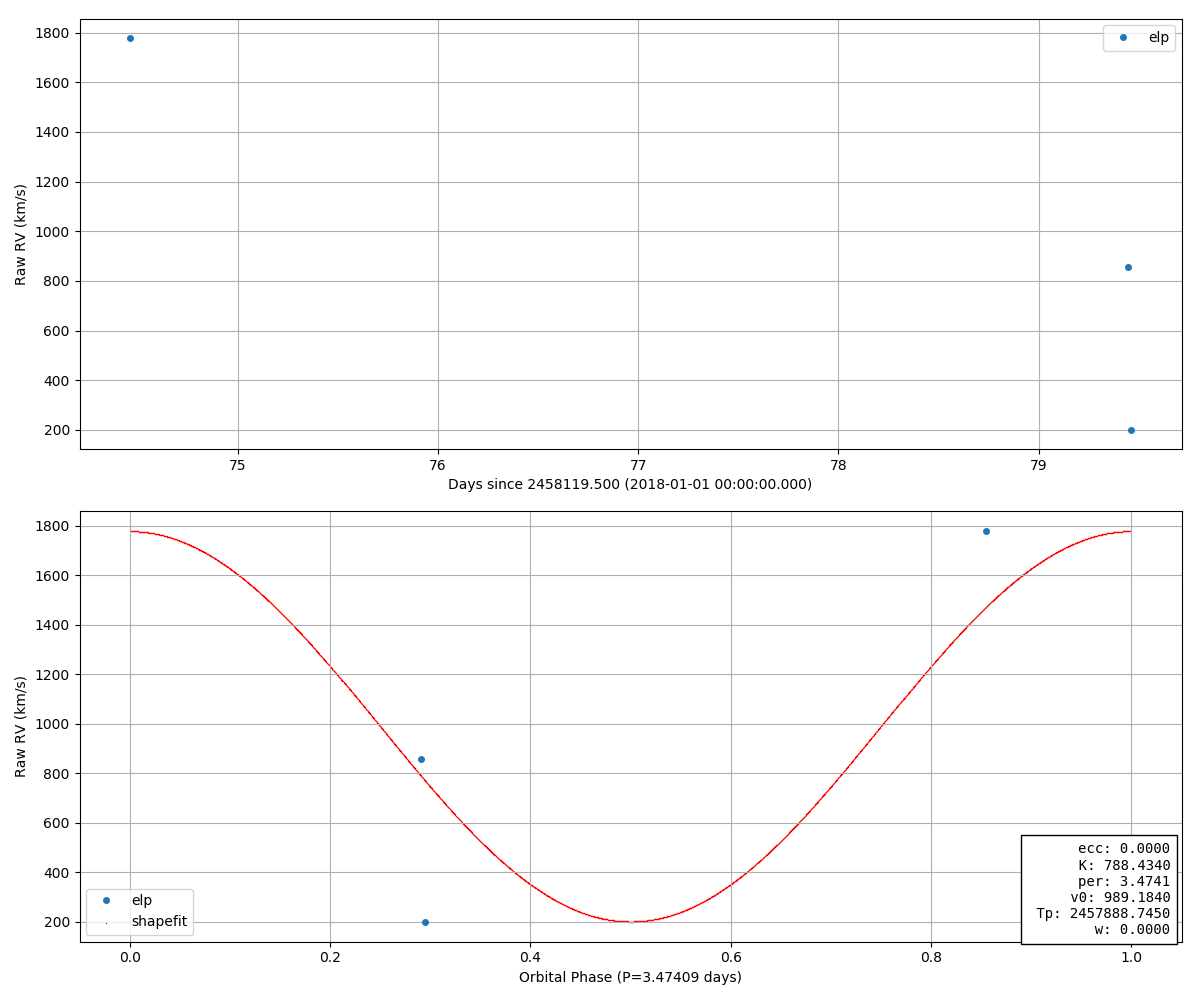 1800
1600
1400
1200
1000
800
600
400
200
Raw RV (km/s)
elp
75
76
77
78
79
Days since 2458119.500 (2018-01-01 00:00:00.000)
1800
1600
1400
1200
1000
800
600
400
200
Raw RV (km/s)
elp
shapefit
ecc: 0.0000
K: 788.4340
per: 3.4741
v0: 989.1840
Tp: 2457888.7450
w: 0.0000
0.0
0.2
0.4
0.6
0.8
1.0
Orbital Phase (P=3.47409 days)